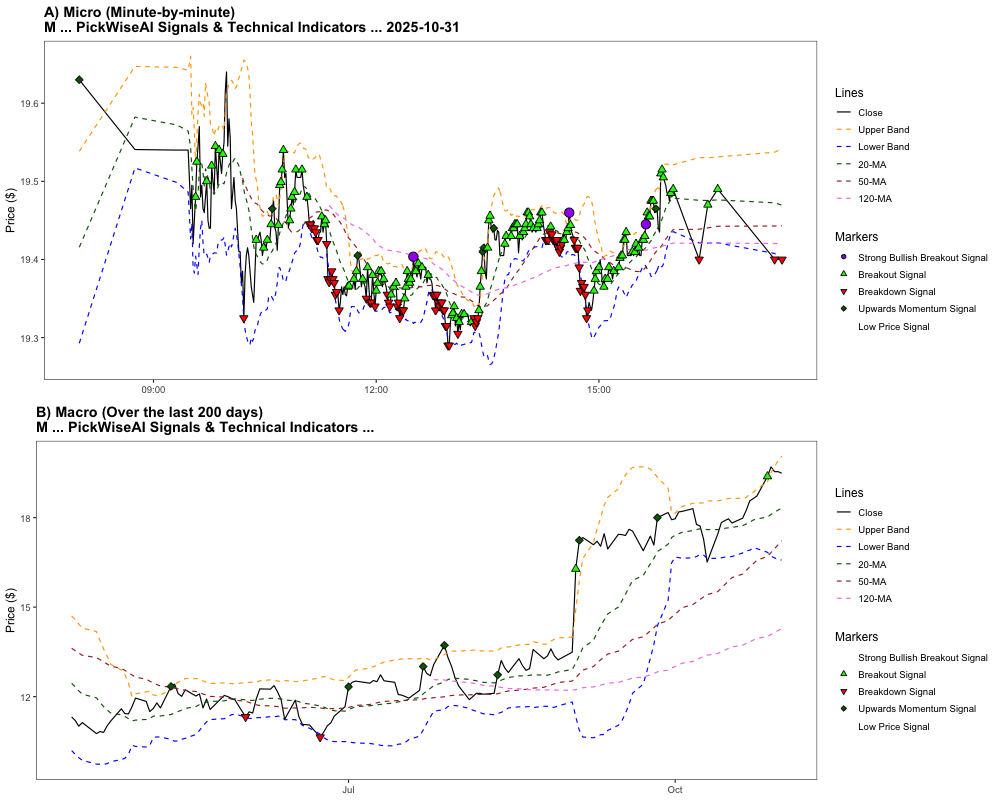 A) Micro (Minute-by-minute)
M ... PickWiseAI Signals & Technical Indicators ... 2025-10-31
Price ($)
19.6
19.5
19.4
19.3
09:00
12:00
15:00
Lines
Close
Upper Band
Lower Band
20-MA
50-MA
120-MA
Markers
Strong Bullish Breakout Signal
Breakout Signal
Breakdown Signal
Upwards Momentum Signal
Low Price Signal
B) Macro (Over the last 200 days)
M ... PickWiseAI Signals & Technical Indicators ...
Price ($)
18
15
12
Jul
Oct
Lines
Close
Upper Band
Lower Band
20-MA
50-MA
120-MA
Markers
Strong Bullish Breakout Signal
Breakout Signal
Breakdown Signal
Upwards Momentum Signal
Low Price Signal